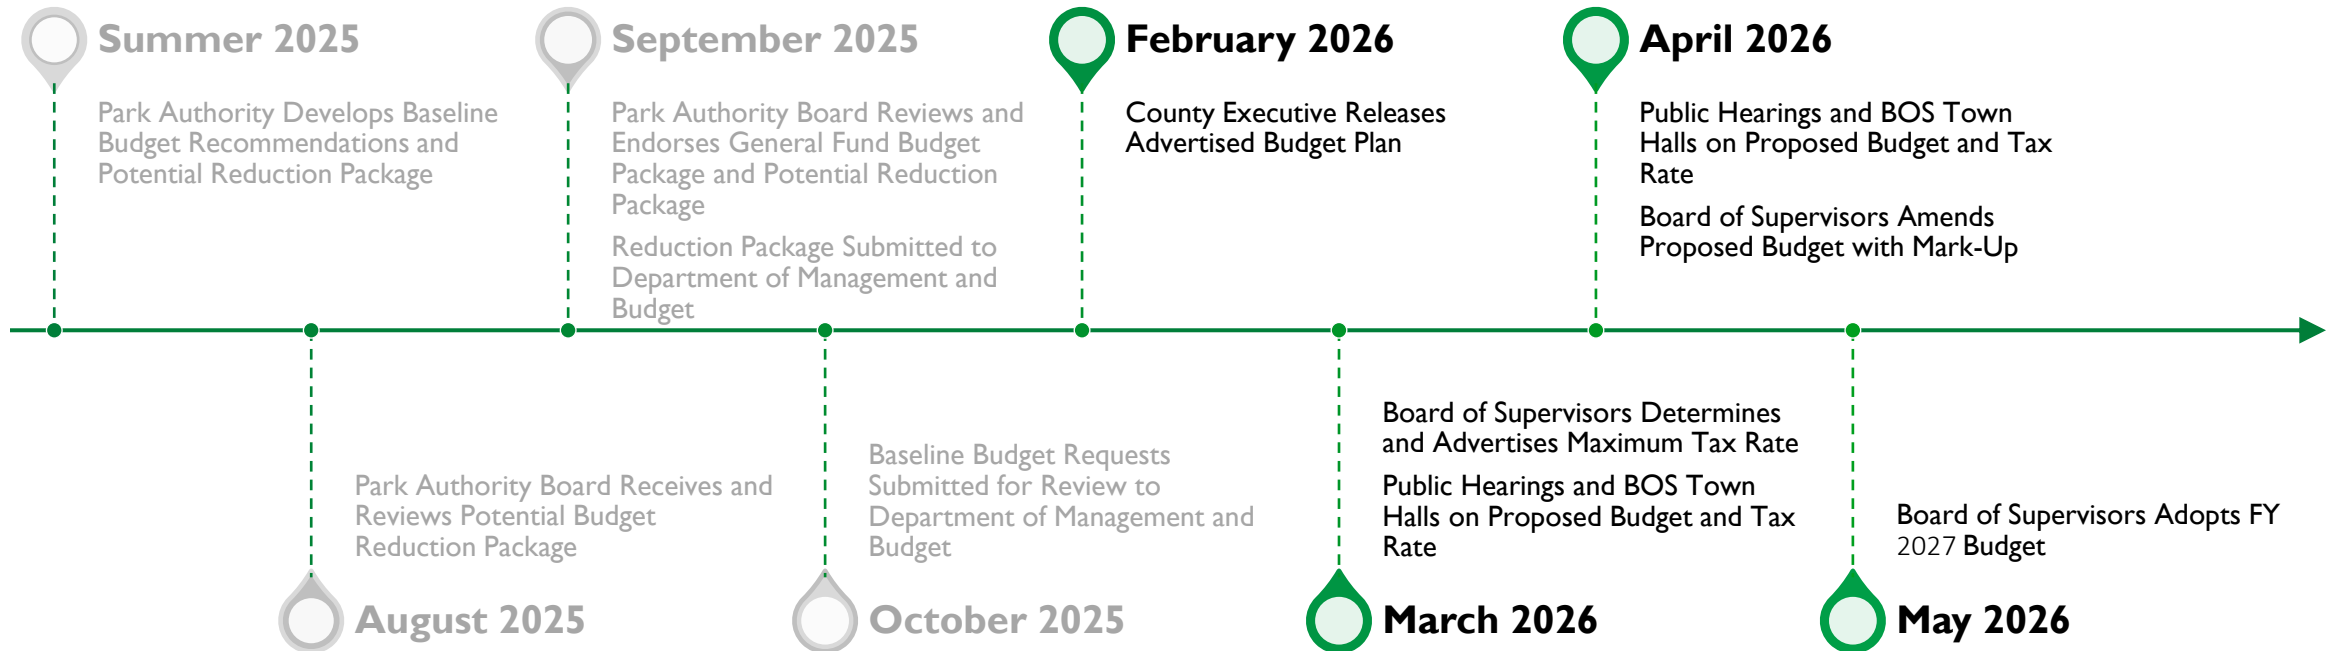 Summer 2025
Park Authority Develops Baseline
Budget Recommendations and
Potential Reduction Package
September 2025
Park Authority Board Reviews and
Endorses General Fund Budget
Package and Potential Reduction
Package
Reduction Package Submitted to
Department of Management and
Budget
February 2026
County Executive Releases
Advertised Budget Plan
April 2026
Public Hearings and BOS Town
Halls on Proposed Budget and Tax
Rate
Board of Supervisors Amends
Proposed Budget with Mark-Up
Park Authority Board Receives and
Reviews Potential Budget
Reduction Package
August 2025
Baseline Budget Requests
Submitted for Review to
Department of Management and
Budget
October 2025
Board of Supervisors Determines
and Advertises Maximum Tax Rate
Public Hearings and BOS Town
Halls on Proposed Budget and Tax
Rate
March 2026
Board of Supervisors Adopts FY
2027 Budget
May 2026